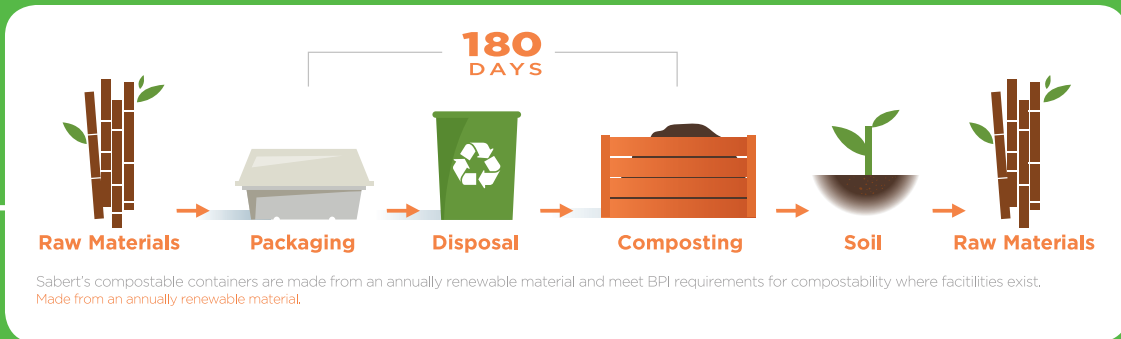 180
DAYS
Raw Materials
Packaging
Disposal
Composting
Soil
Raw Materials
Sabert's compostable containers are made from an annually renewable material and meet BPI requirements for compostability where facitilities exist.
Made from an annually renewable material.